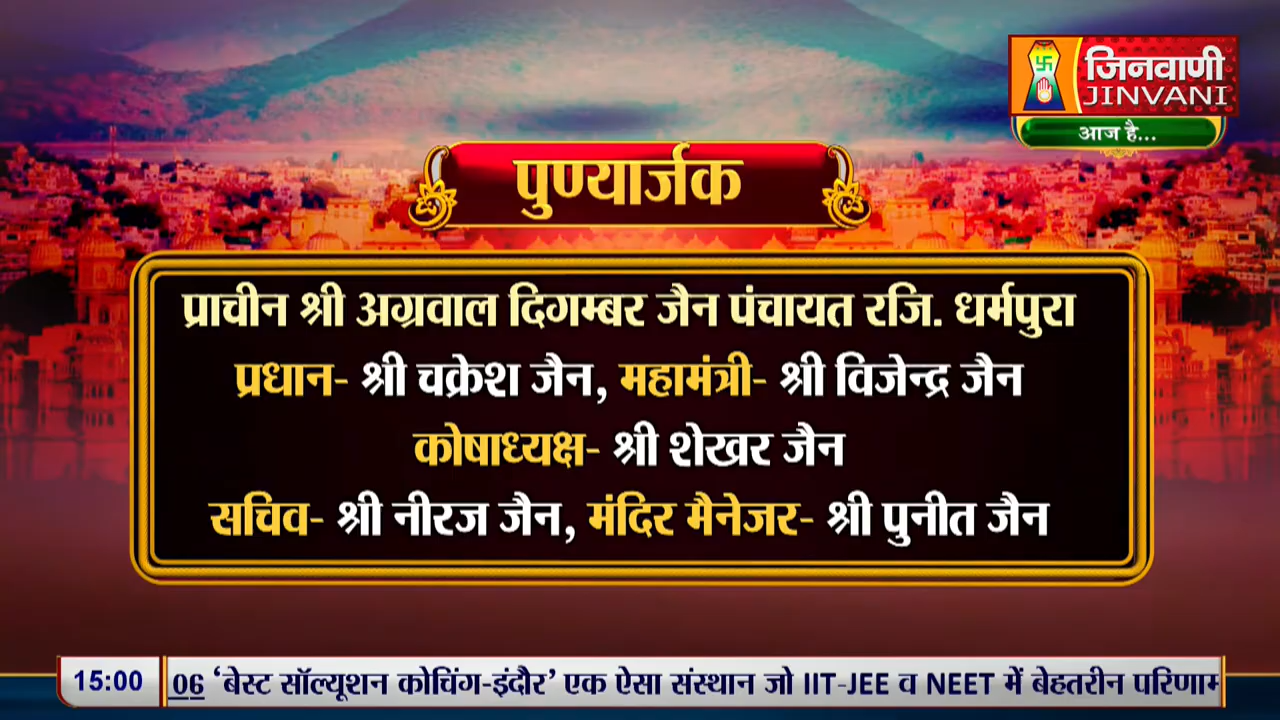 जिनवाणी
JINVANI
आज है...
पुण्यार्जक
प्राचीन श्री अग्रवाल दिगम्बर जैन पंचायत रजि. धर्मपुरा
प्रधान- श्री चक्रेश जैन, महामंत्री- श्री विजेन्द्र जैन
कोषाध्यक्ष- श्री शेखर जैन
सचिव- श्री नीरज जैन, मंदिर मैनेजर- श्री पुनीत जैन
15:00 06 ‘बेस्ट सॉल्यूशन कोचिंग-इंदौर’ एक ऐसा संस्थान जो IIT-JEE व NEET में बेहतरीन परिणाम